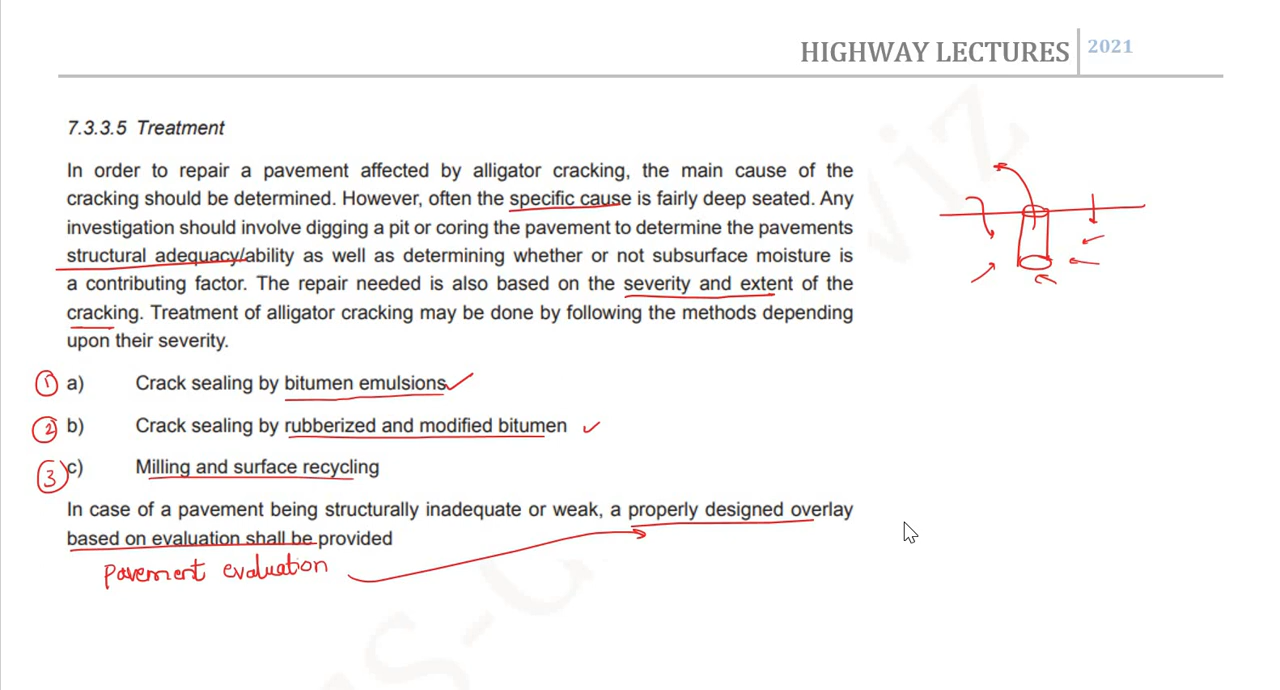 HIGHWAY LECTURES 2021
7.3.3.5 Treatment
In order to repair a pavement affected by alligator cracking, the main cause of the
cracking should be determined. However, often the specific cause is fairly deep seated. Any
investigation should involve digging a pit or coring the pavement to determine the pavements
structural adequacy/ability as well as determining whether or not subsurface moisture is
a contributing factor. The repair needed is also based on the severity and extent of the
cracking. Treatment of alligator cracking may be done by following the methods depending
upon their severity.
1 a) Crack sealing by bitumen emulsions
2 b) Crack sealing by rubberized and modified bitumen
3 c) Milling and surface recycling
In case of a pavement being structurally inadequate or weak, a properly designed overlay
based on evaluation shall be provided
Pavement evaluation